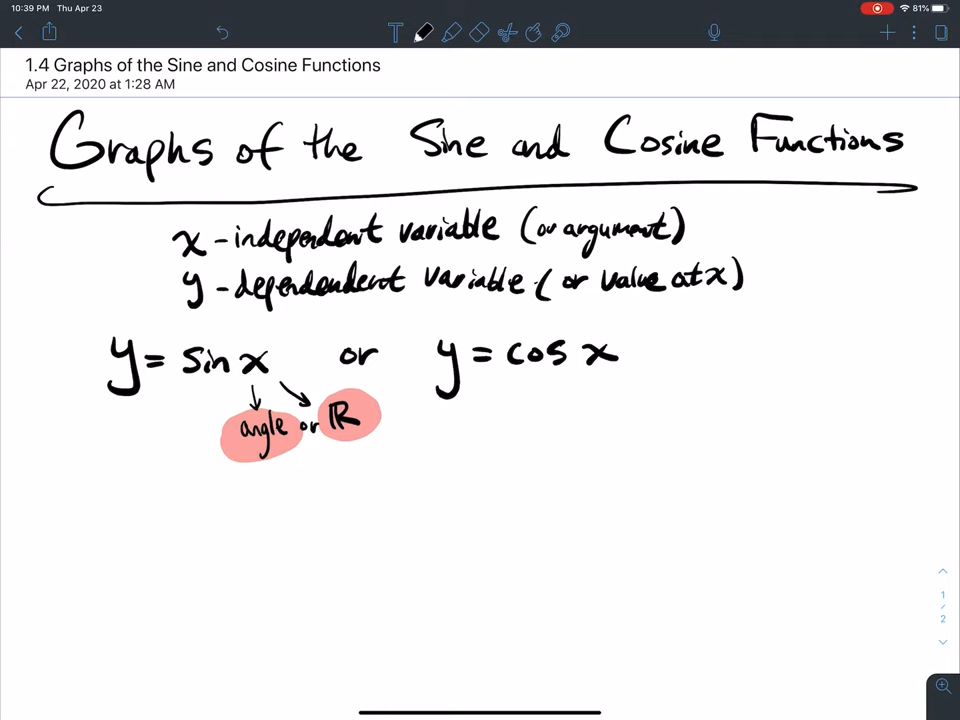 10:39 PM Thu Apr 23
81%
1.4 Graphs of the Sine and Cosine Functions
Apr 22, 2020 at 1:28 AM
Graphs of the Sine and Cosine Functions
x - independent variable (or argument)
y - dependendent variable (or value at x)
y = sin x or y = cos x
angle or ℝ
1
/
2